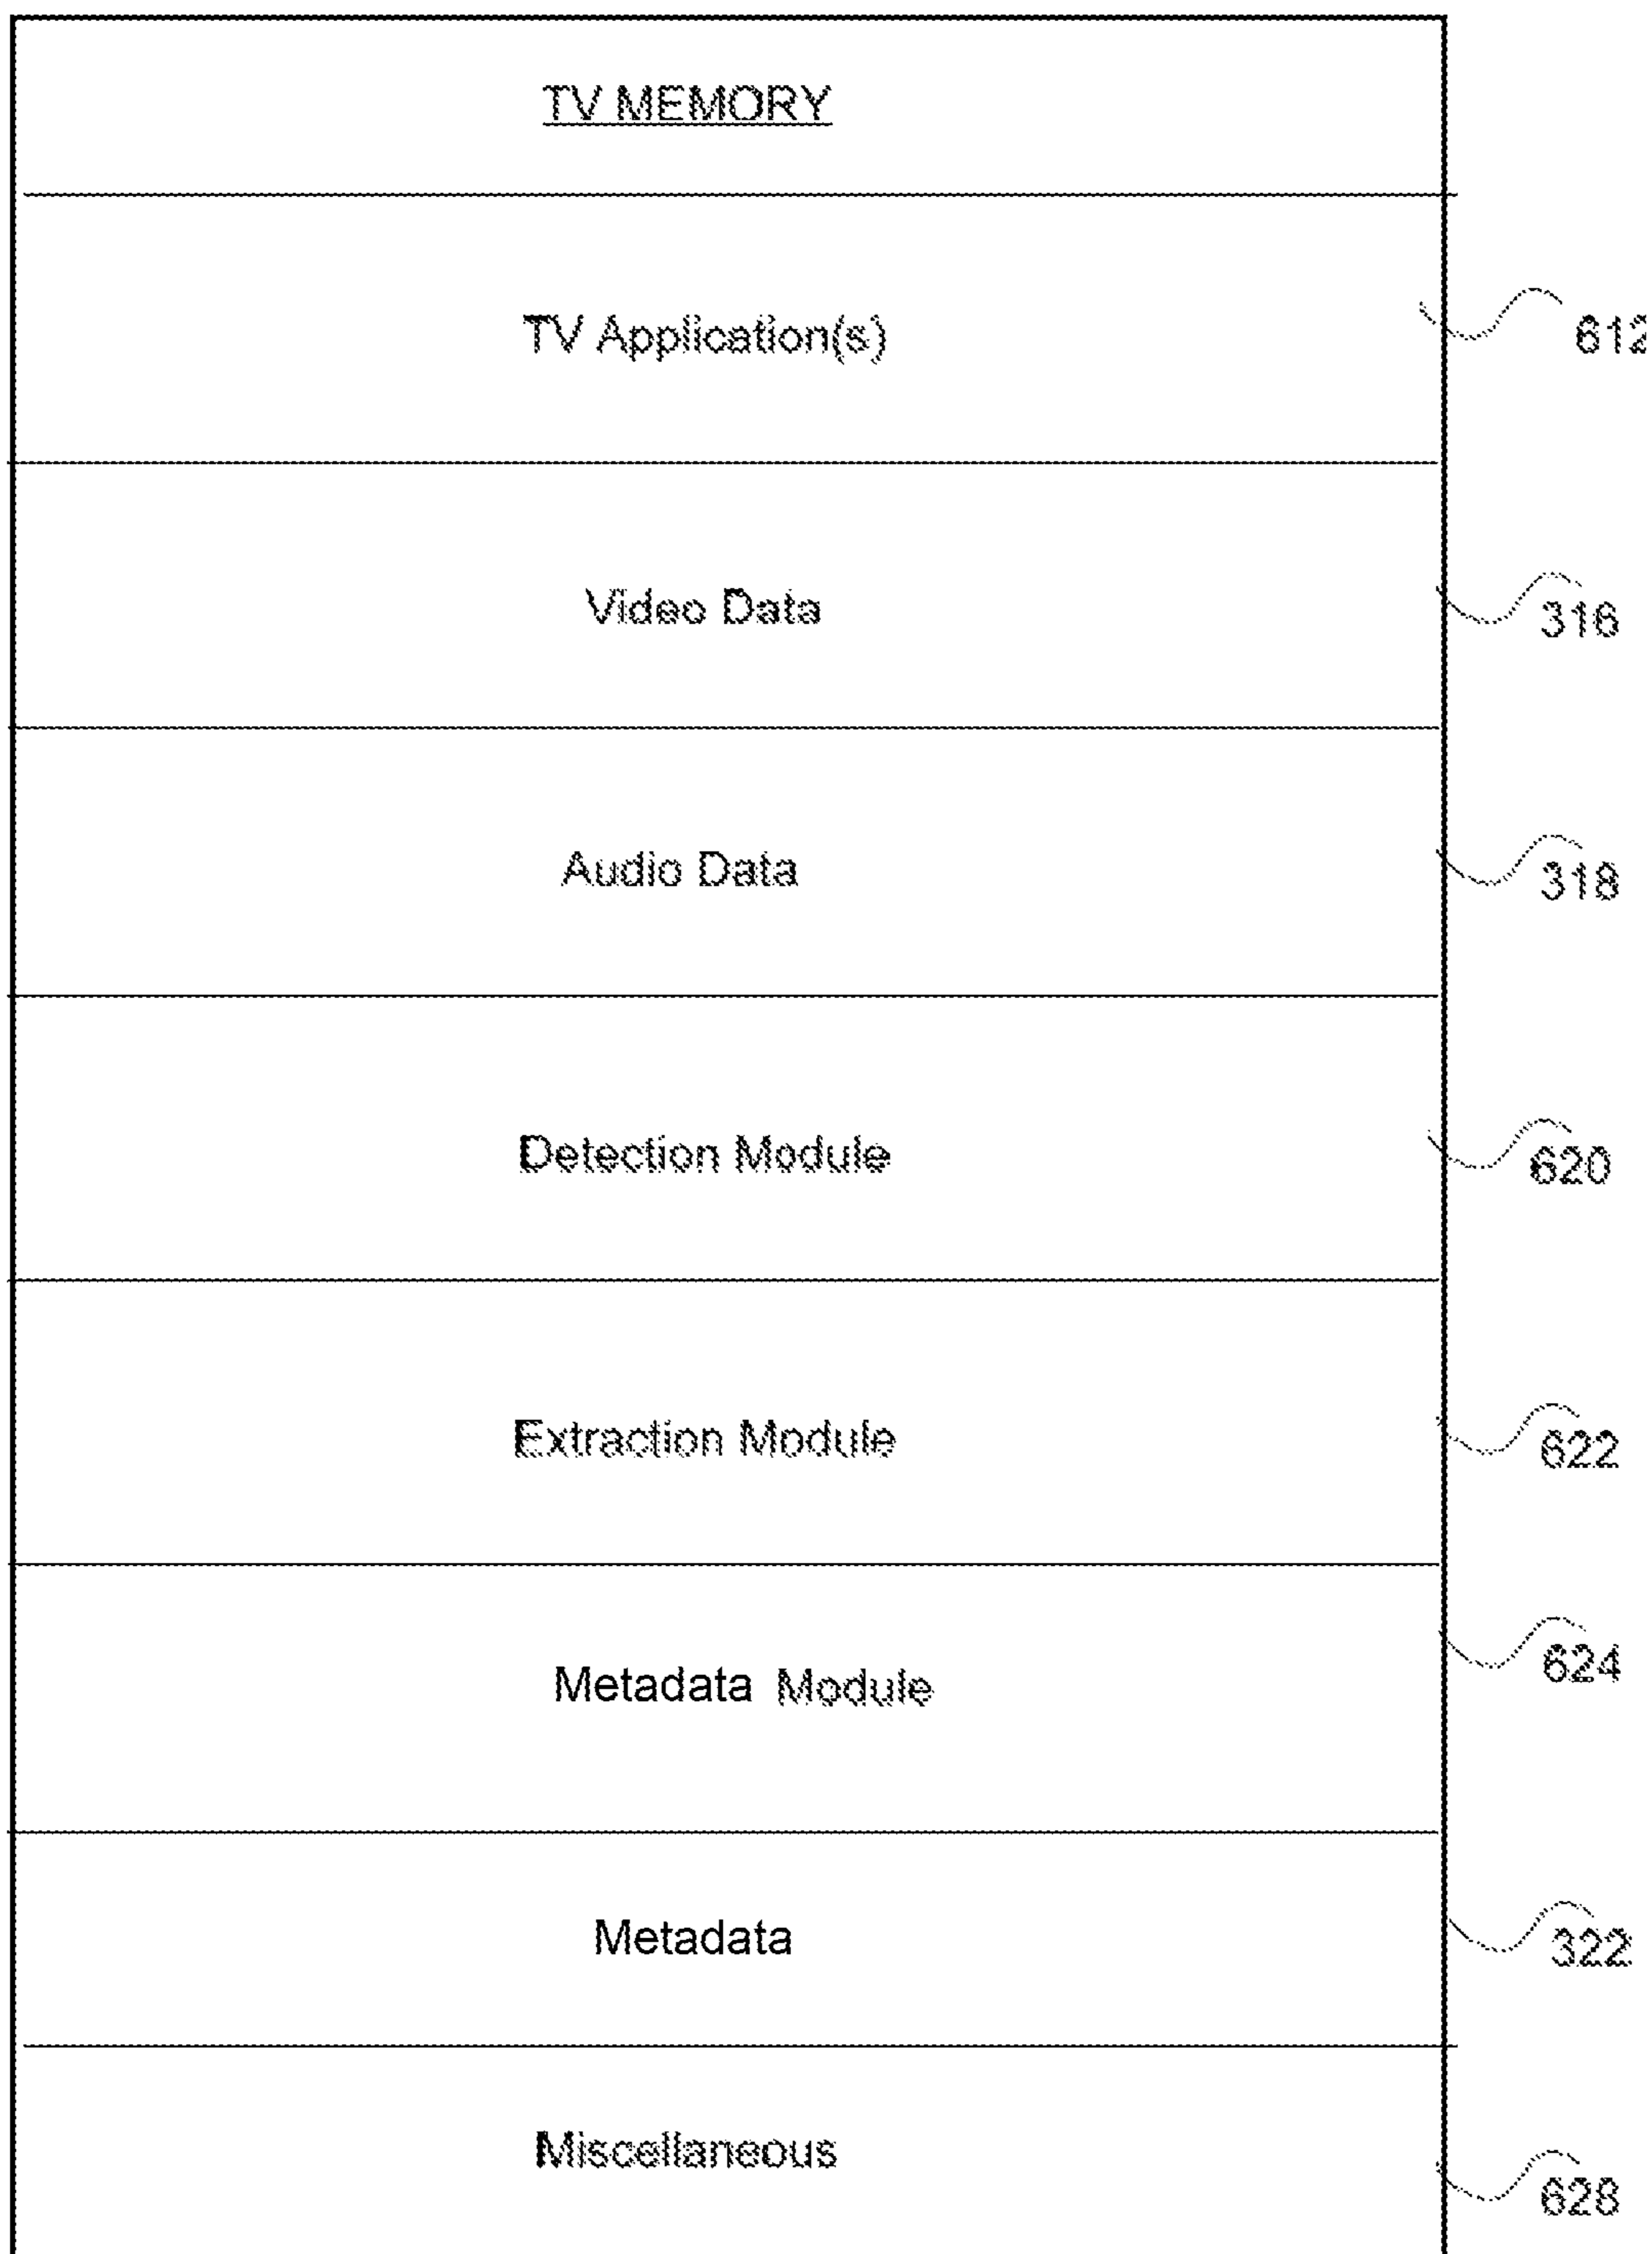 TV MEMORY
TV Application(s)
612
Video Data
316
Audio Data
318
Detection Module
620
Extraction Module
622
Metadata Module
624
Metadata
322
Miscellaneous
628